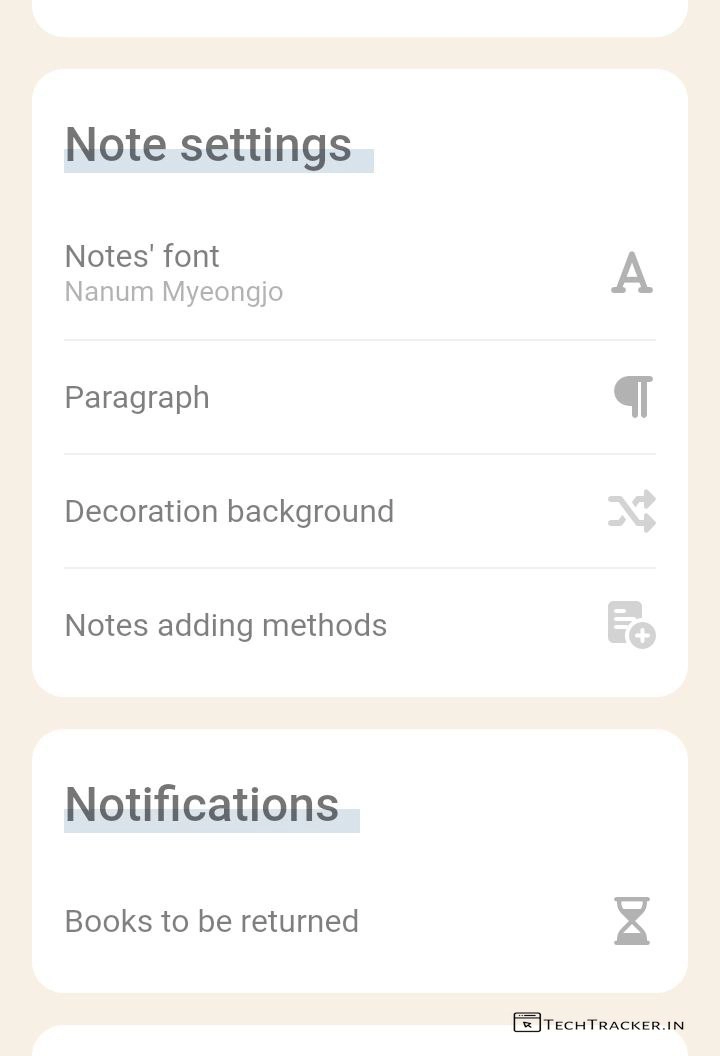 Note settings
Notes' font
Nanum Myeongjo
Paragraph
Decoration background
Notes adding methods
Notifications
Books to be returned
TECHTRACKER.IN